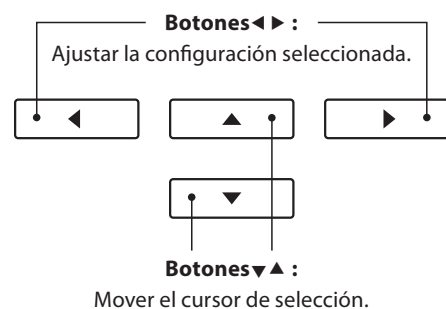 Botones◀ ▶ :
Ajustar la configuración seleccionada.
Botones▼▲ :
Mover el cursor de selección.